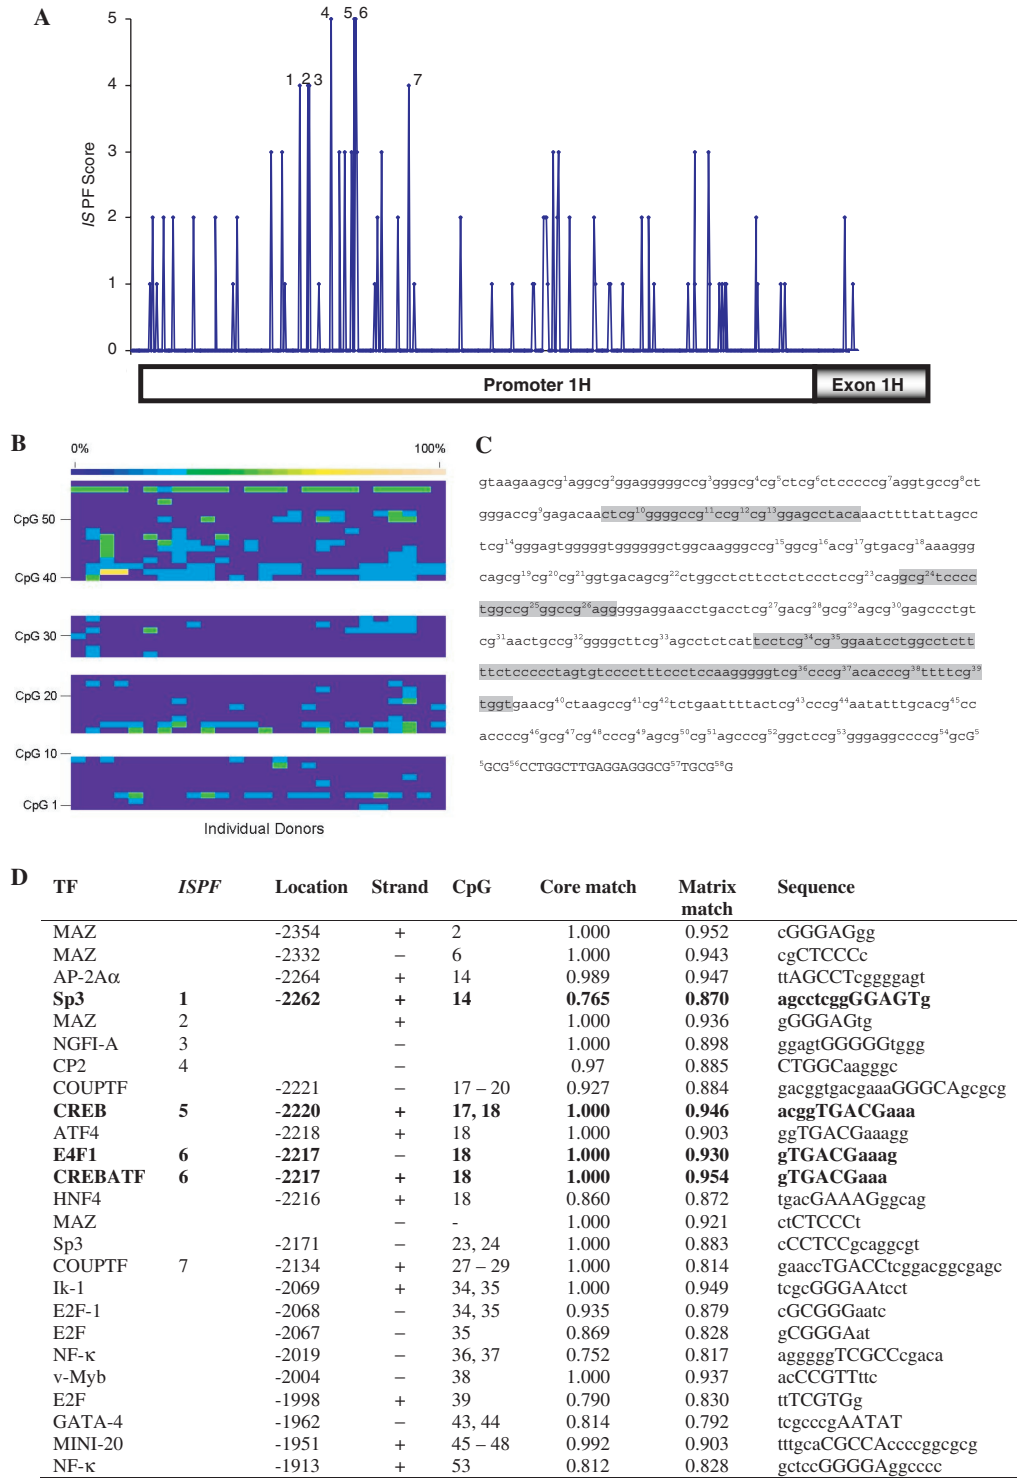 A
5
4
3
2
1
0
IS PF Score
1
2
3
4
5
6
7
Promoter 1H
Exon 1H
B
0%
100%
CpG 50
CpG 40
CpG 30
CpG 20
CpG 10
CpG 1
Individual Donors
C
gtaagaagcg¹aggcg²ggagggggccg³gggcg⁴cg⁵ctcg⁶ctcccccg⁷aggtgccg⁸ct
gggaccg⁹gagacaactcg¹⁰ggggccg¹¹ccg¹²cg¹³ggagcctacaaacttttattagcc
tcg¹⁴gggagtgggggtggggggctggcaagggccg¹⁵ggcg¹⁶acg¹⁷gtgacg¹⁸aaaggg
cagcg¹⁹cg²⁰cg²¹ggtgacagcg²²ctggcctcttcctctccctccg²³caggcg²⁴tcccc
tggccg²⁵ggccg²⁶agggggaggaacctgacctcg²⁷gacg²⁸gcg²⁹agcg³⁰gagccctgt
cg³¹aactgccg³²ggggcttcg³³agcctctcattcctcg³⁴cg³⁵ggaatcctggcctctt
ttctccccctagtgtccccttttccctccaagggggtcg³⁶cccg³⁷acacccg³⁸ttttcg³⁹
tggtgaacg⁴⁰ctaagccg⁴¹cg⁴²tctgaattttactcg⁴³cccg⁴⁴aatatttgcacg⁴⁵cc
accccg⁴⁶gcg⁴⁷cg⁴⁸cccg⁴⁹agcg⁵⁰cg⁵¹agcccg⁵²ggctccg⁵³gggaggccccg⁵⁴gcG⁵
⁵GCG⁵⁶CCTGGCTTGAGGAGGGCG⁵⁷TGCG⁵⁸G
D
TF ISPF Location Strand CpG Core match Matrix match Sequence
MAZ -2354 + 2 1.000 0.952 cGGGAGgg
MAZ -2332 – 6 1.000 0.943 cgCTCCCc
AP-2Aα -2264 + 14 0.989 0.947 ttAGCCTcggggagt
Sp3 1 -2262 + 14 0.765 0.870 agcctcggGGAGTg
MAZ 2 + 1.000 0.936 gGGGAGtg
NGFI-A 3 – 1.000 0.898 ggagtGGGGGtggg
CP2 4 – 0.97 0.885 CTGGCaagggc
COUPTF -2221 – 17 – 20 0.927 0.884 gacggtgacgaaaGGGCAgcgcg
CREB 5 -2220 + 17, 18 1.000 0.946 acggTGACGaaa
ATF4 -2218 + 18 1.000 0.903 ggTGACGaaagg
E4F1 6 -2217 – 18 1.000 0.930 gTGACGaaag
CREBATF 6 -2217 + 18 1.000 0.954 gTGACGaaa
HNF4 -2216 + 18 0.860 0.872 tgacGAAAGggcag
MAZ – - 1.000 0.921 ctCTCCCt
Sp3 -2171 – 23, 24 1.000 0.883 cCCTCCgcaggcgt
COUPTF 7 -2134 + 27 – 29 1.000 0.814 gaaccTGACCtcggacggcgagc
Ik-1 -2069 + 34, 35 1.000 0.949 tcgcGGGAAtcct
E2F-1 -2068 – 34, 35 0.935 0.879 cGCGGGaatc
E2F -2067 – 35 0.869 0.828 gCGGGAat
NF-κ -2019 – 36, 37 0.752 0.817 agggggTCGCCcgaca
v-Myb -2004 – 38 1.000 0.937 acCCGTTttc
E2F -1998 + 39 0.790 0.830 ttTCGTGg
GATA-4 -1962 – 43, 44 0.814 0.792 tcgcccgAATAT
MINI-20 -1951 + 45 – 48 0.992 0.903 tttgcaCGCCAccccggcgcg
NF-κ -1913 + 53 0.812 0.828 gctccGGGGAggcccc